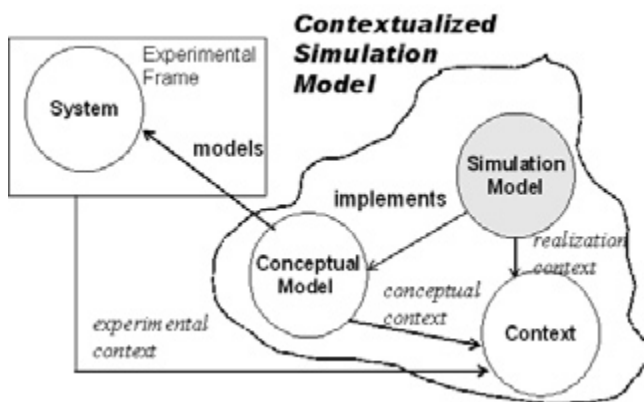 Contextualized
Simulation
Model
Experimental
Frame
System
models
Simulation
Model
implements
realization
context
Conceptual
Model
conceptual
context
Context
experimental
context